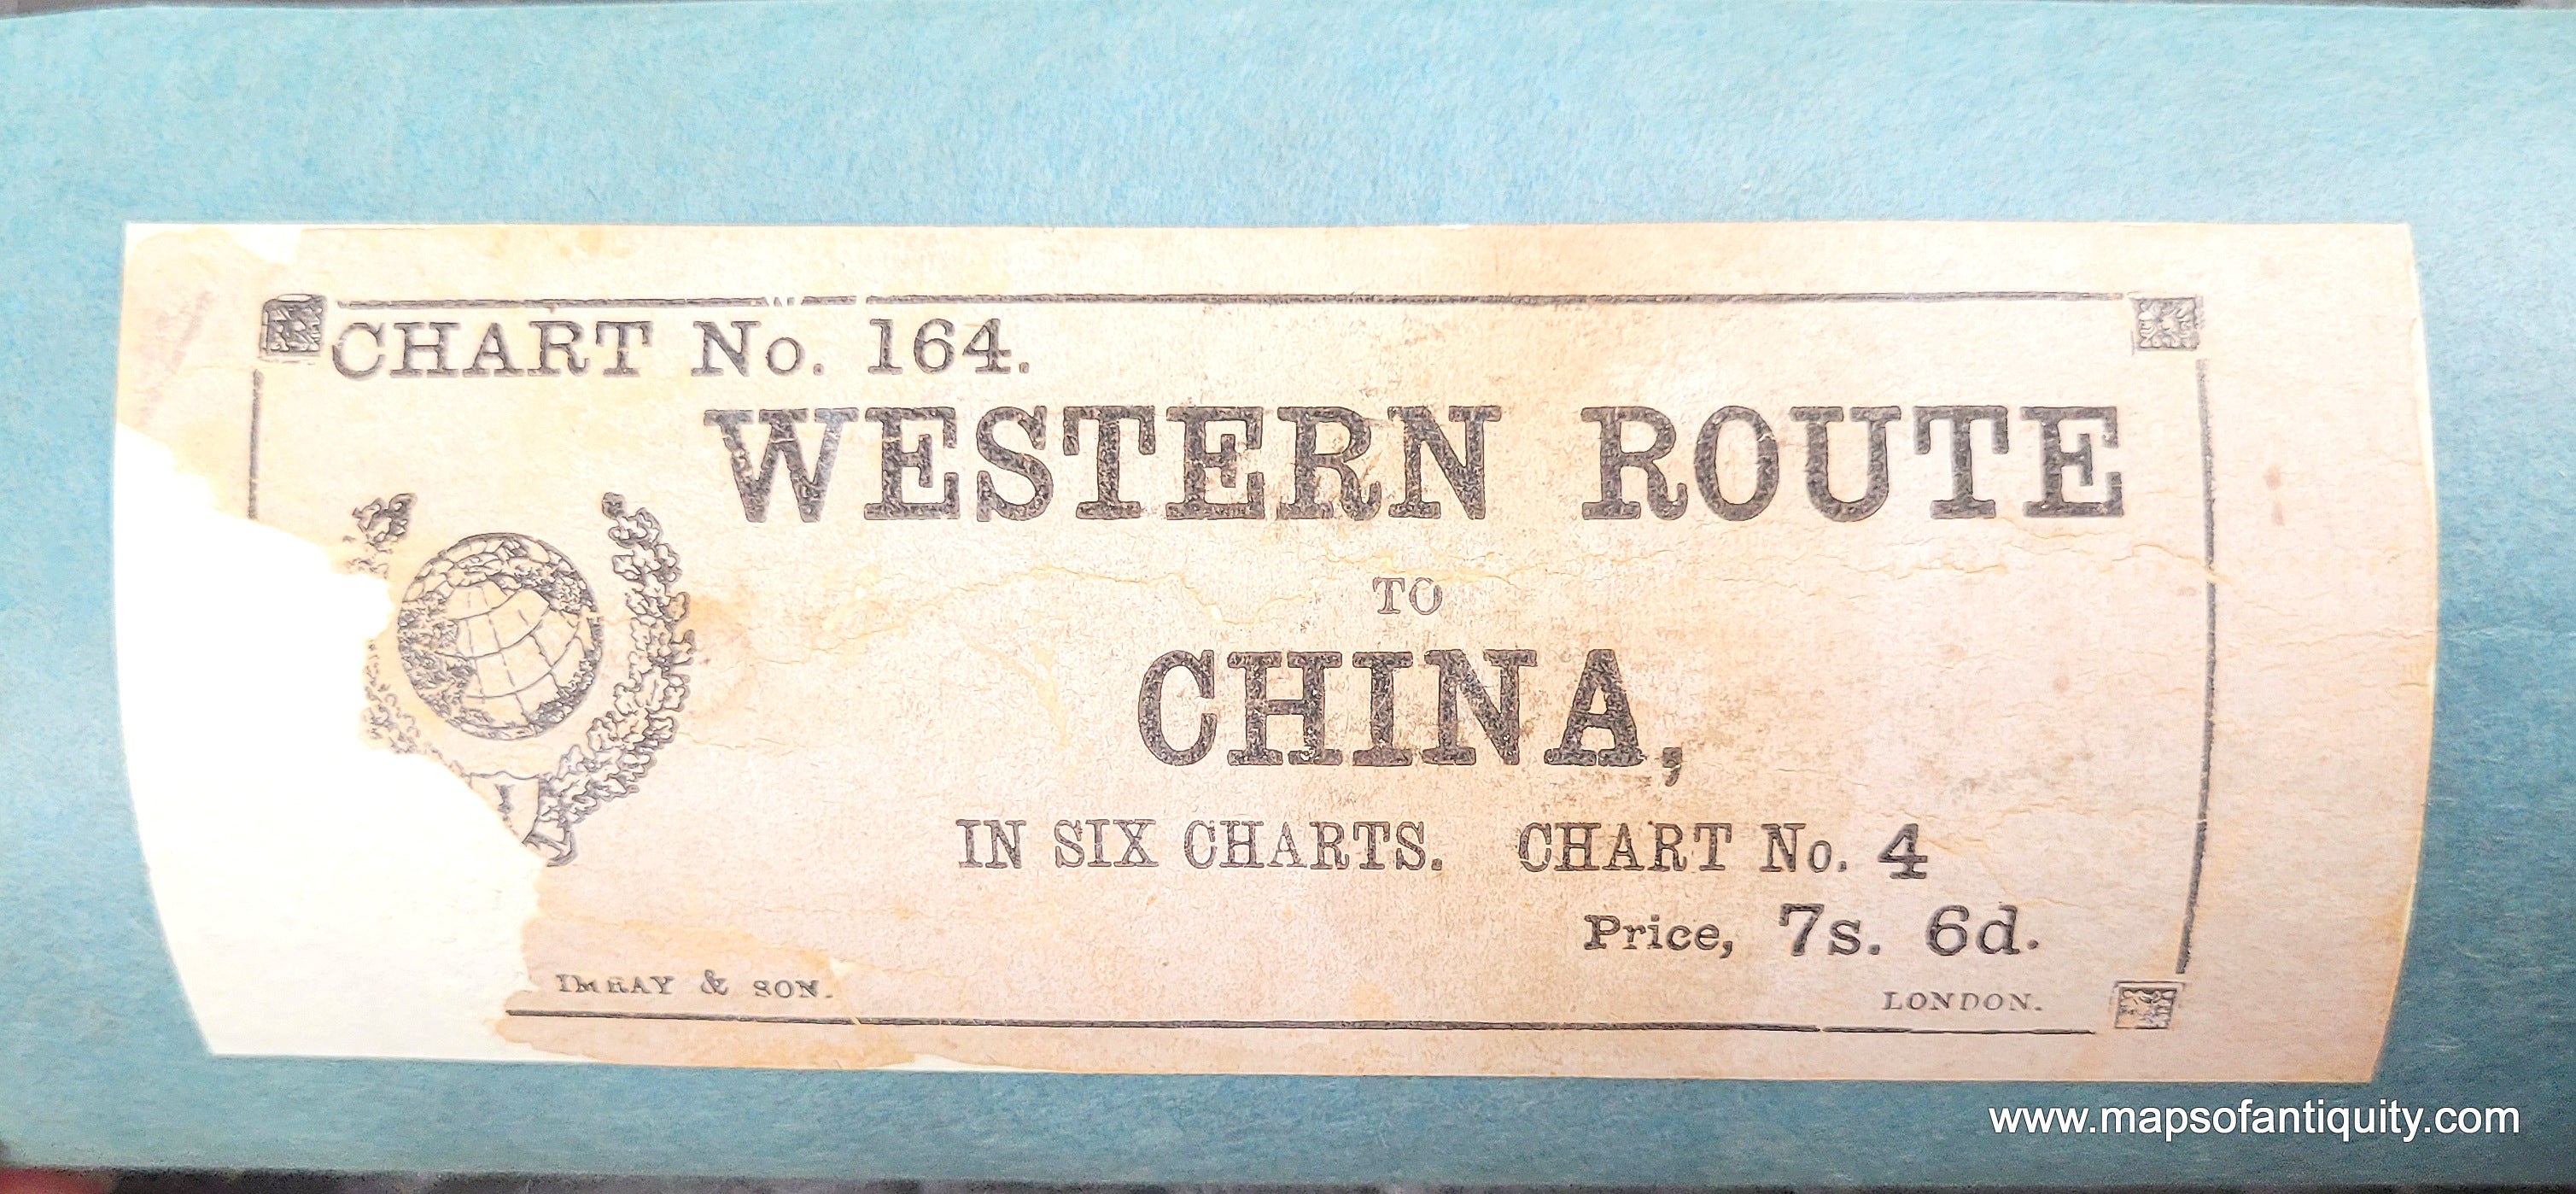 CHART No. 164.
WESTERN ROUTE
TO
CHINA,
IN SIX CHARTS. CHART No. 4
Price, 7s. 6d.
IMRAY & SON. LONDON.
www.mapsofantiquity.com